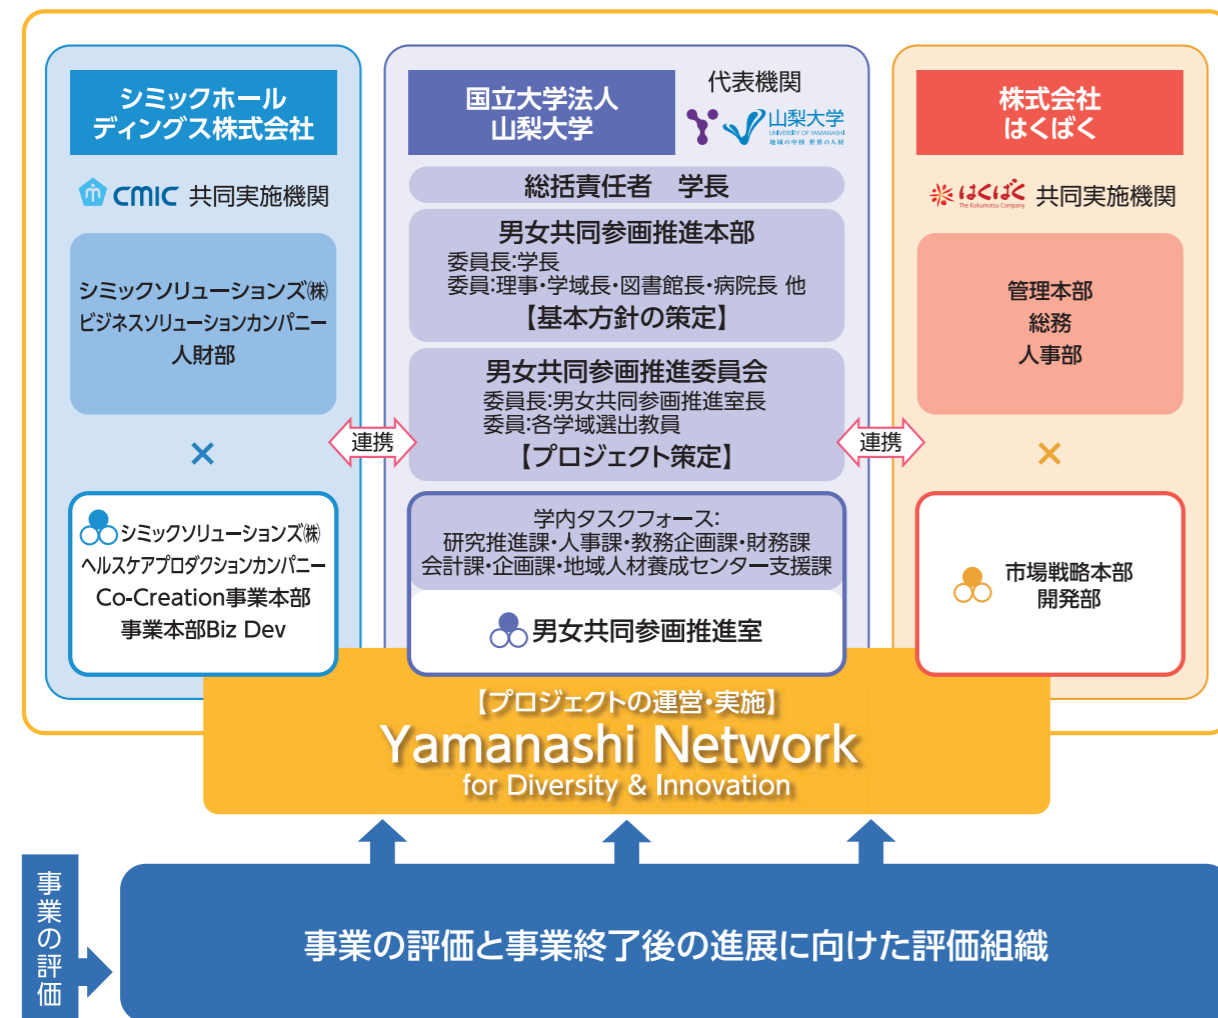 シミックホール
ディングス株式会社
CMIC 共同実施機関
シミックソリューションズ㈱
ビジネスソリューションカンパニー
人財部
×
シミックソリューションズ㈱
ヘルスケアプロダクションカンパニー
Co-Creation事業本部
事業本部Biz Dev
連携
国立大学法人
山梨大学
代表機関
山梨大学
UNIVERSITY OF YAMANASHI
地域の中核 世界の人材
総括責任者 学長
男女共同参画推進本部
委員長:学長
委員:理事・学域長・図書館長・病院長 他
【基本方針の策定】
男女共同参画推進委員会
委員長:男女共同参画推進室長
委員:各学域選出教員
【プロジェクト策定】
学内タスクフォース:
研究推進課・人事課・教務企画課・財務課
会計課・企画課・地域人材養成センター支援課
男女共同参画推進室
連携
株式会社
はくばく
はくばく 共同実施機関
The Kokumotsu Company
管理本部
総務
人事部
×
市場戦略本部
開発部
【プロジェクトの運営・実施】
Yamanashi Network
for Diversity & Innovation
事業の評価
事業の評価と事業終了後の進展に向けた評価組織